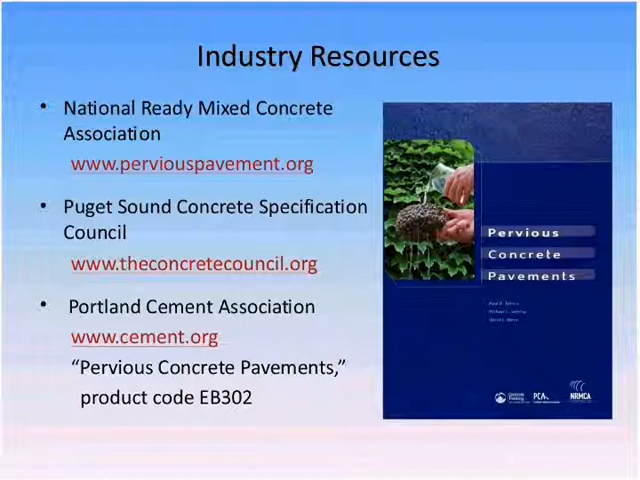 Industry Resources
• National Ready Mixed Concrete
Association
www.perviouspavement.org
• Puget Sound Concrete Specification
Council
www.theconcretecouncil.org
• Portland Cement Association
www.cement.org
“Pervious Concrete Pavements,”
product code EB302
Pervious
Concrete
Pavements
PCA
NRMCA